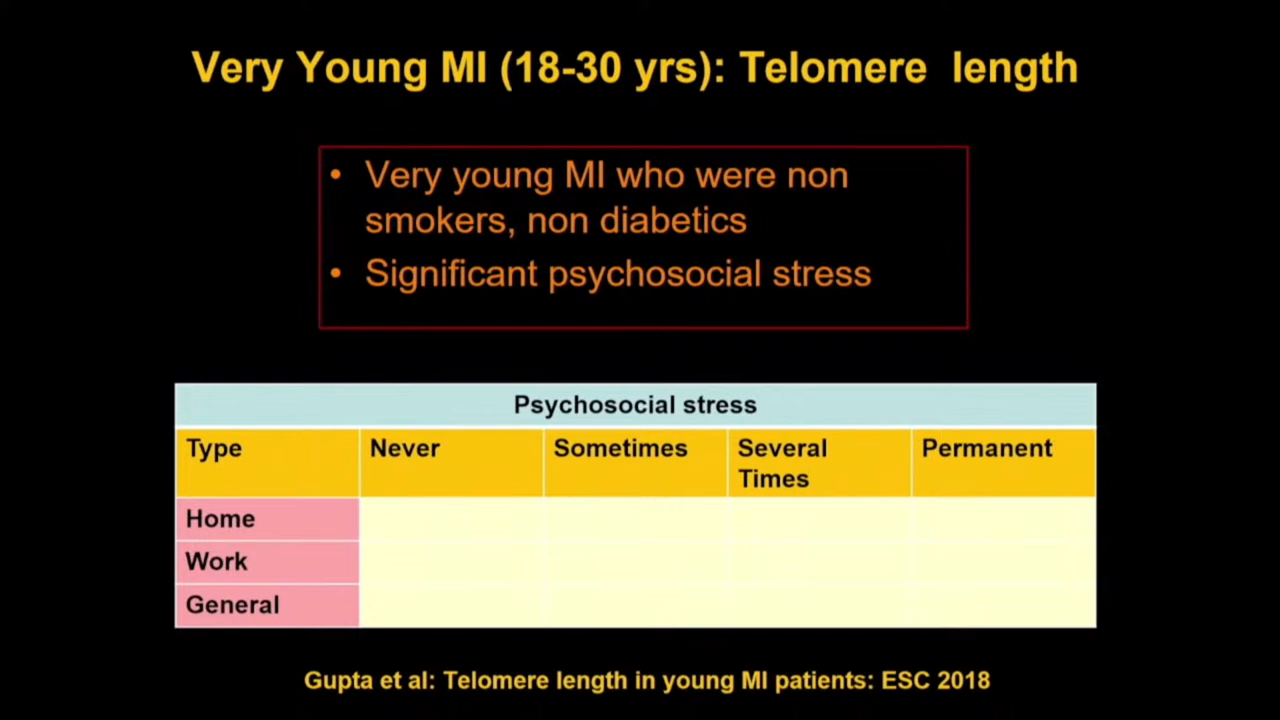 Very Young MI (18-30 yrs): Telomere length
• Very young MI who were non
smokers, non diabetics
• Significant psychosocial stress
Psychosocial stress
Type Never Sometimes Several Times Permanent
Home
Work
General
Gupta et al: Telomere length in young MI patients: ESC 2018